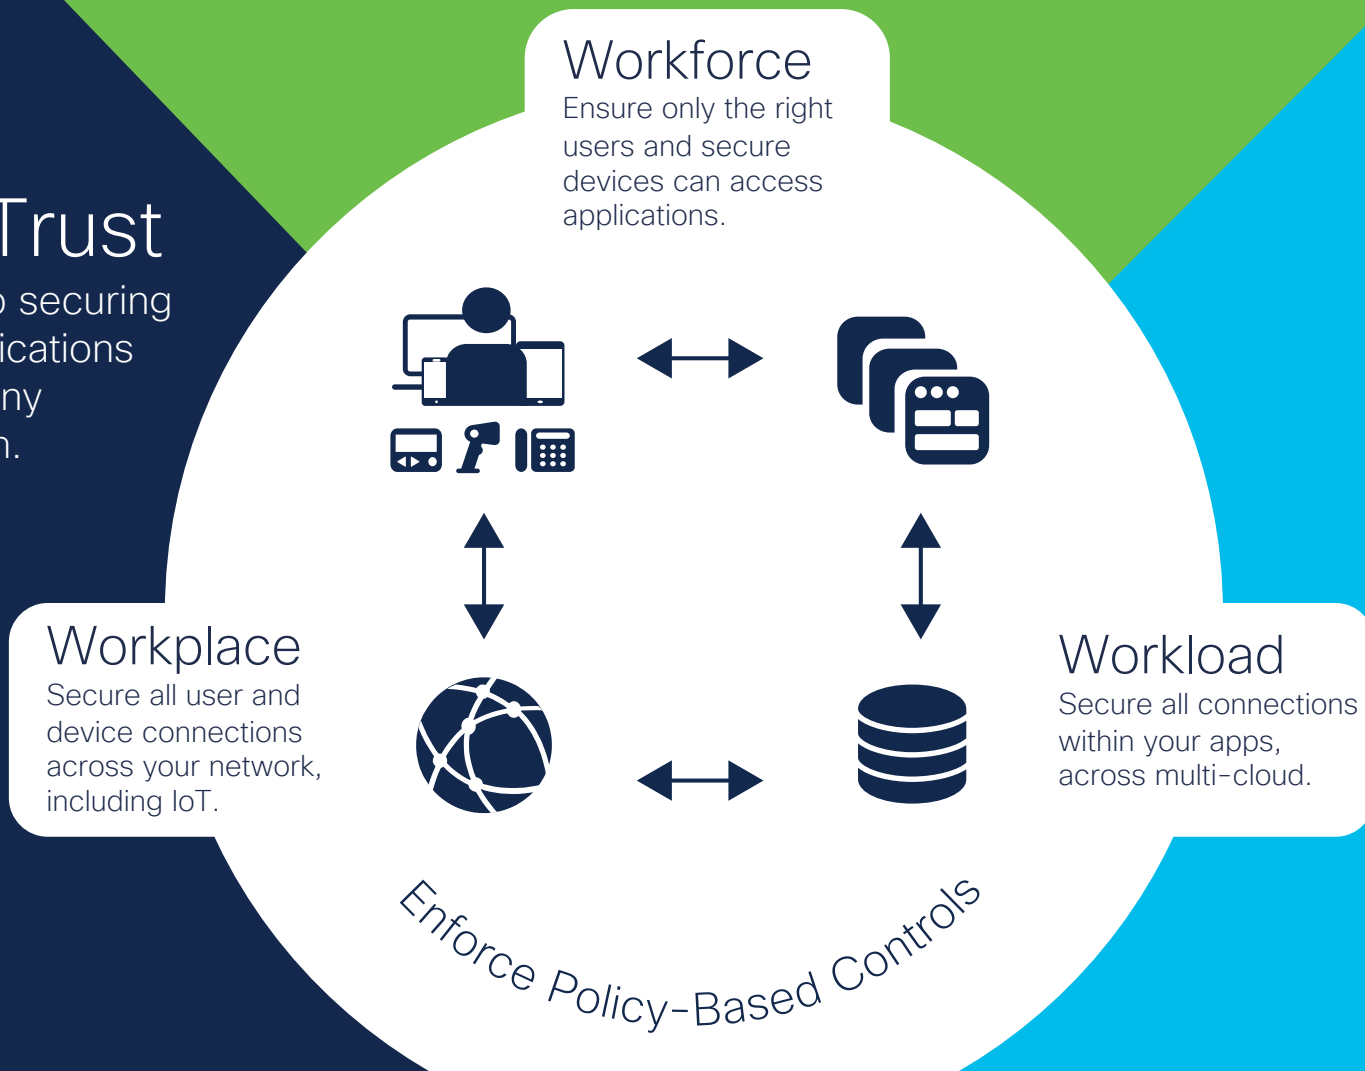 Workforce
Ensure only the right
users and secure
devices can access
applications.
Trust
securing
ny
Workplace
Secure all user and
device connections
across your network,
including IoT.
Workload
Secure all connections
within your apps,
across multi-cloud.
Enforce Policy-Based Controls